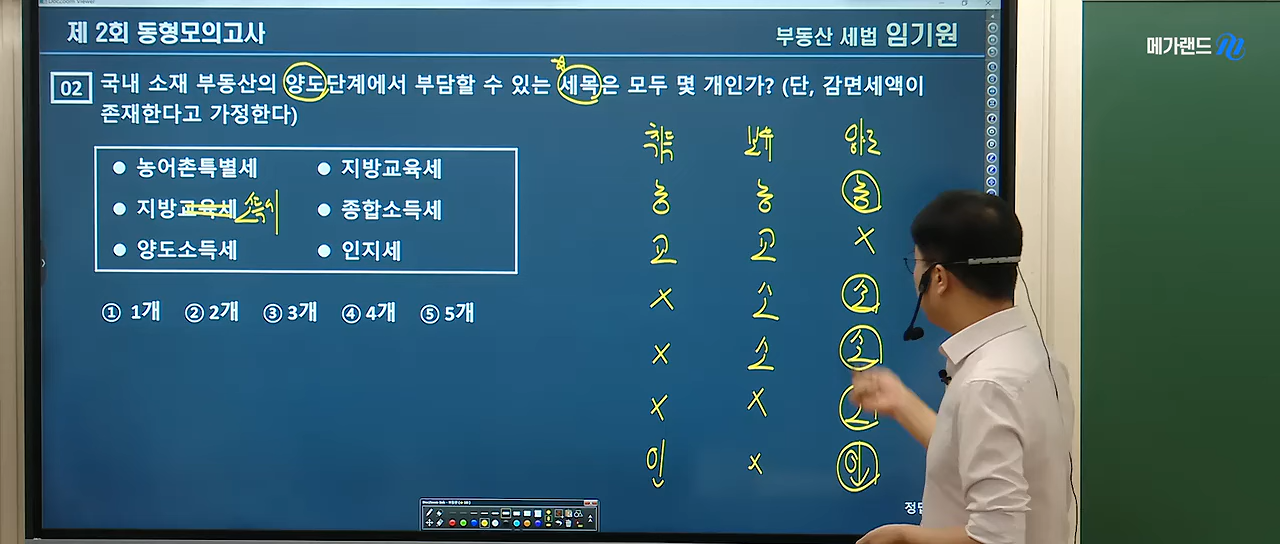 제 2회 동형모의고사
부동산 세법 임기원
메가랜드
02 국내 소재 부동산의 양도단계에서 부담할 수 있는 세목은 모두 몇 개인가? (단, 감면세액이
존재한다고 가정한다)
● 농어촌특별세 ● 지방교육세
● 지방교육세 소득세 ● 종합소득세
● 양도소득세 ● 인지세
① 1개 ② 2개 ③ 3개 ④ 4개 ⑤ 5개
취득 보유 양도
농 농 농
교 교 X
X 소 소
X 소 소
X X
인 X 인